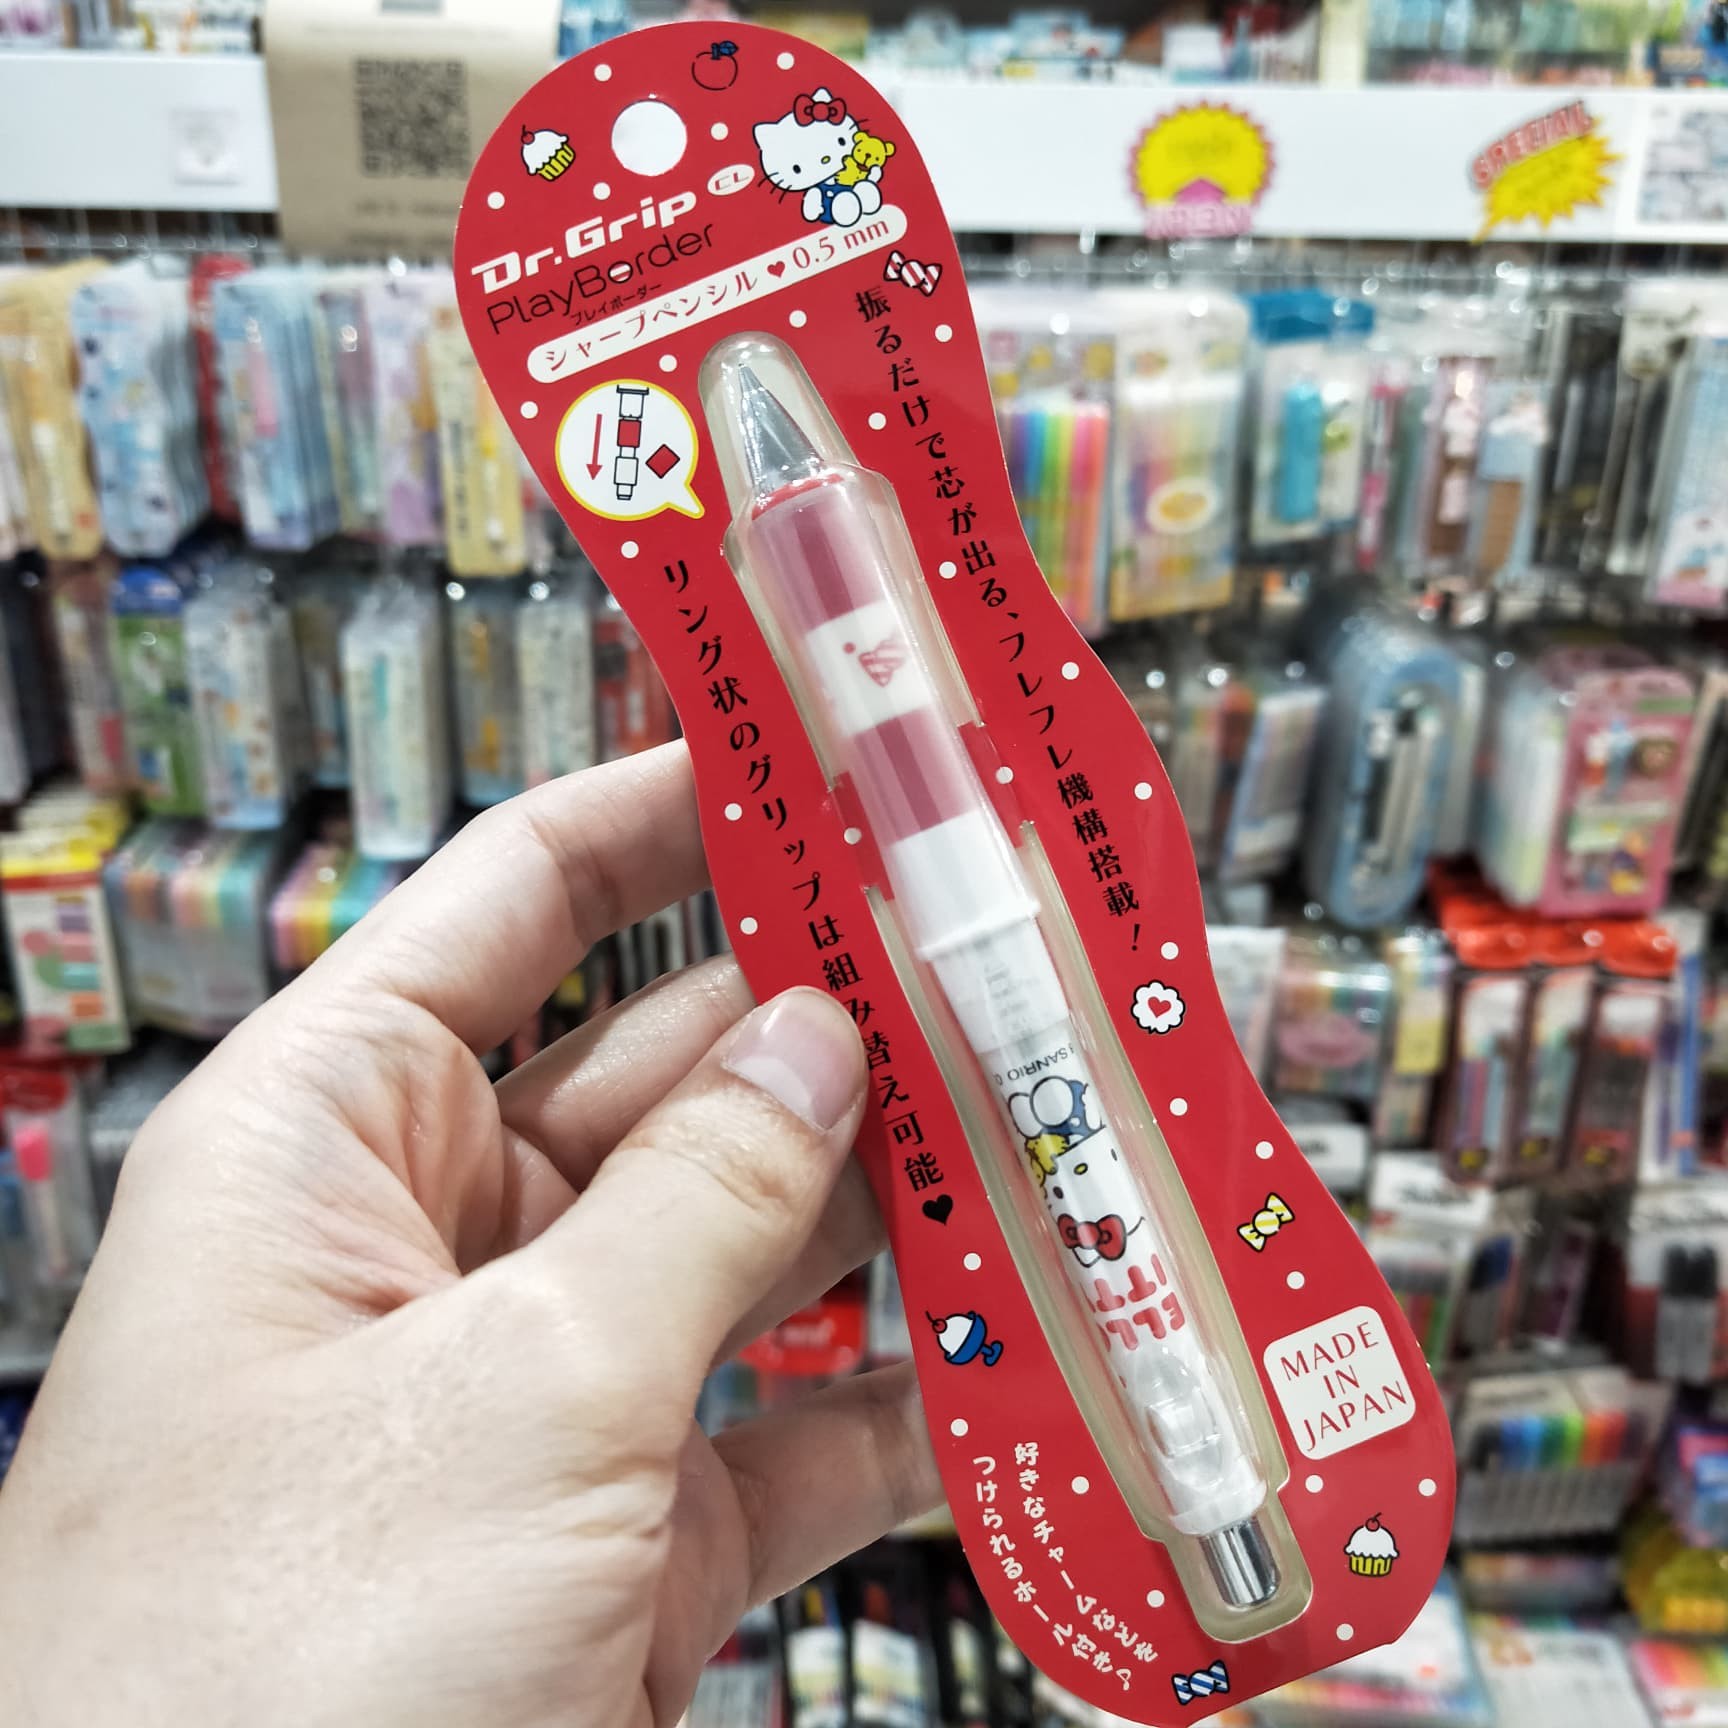 Dr.Grip CL
PlayBorder
プレイボーダー
シャープペンシル♥0.5 mm
振るだけで芯が出る、フレフレ機構搭載!
リング状のグリップは組み替え可能♥
SANRIO
MADE
IN
JAPAN
好きなチャームなどを
つけられるホール付き♪
SPECIAL